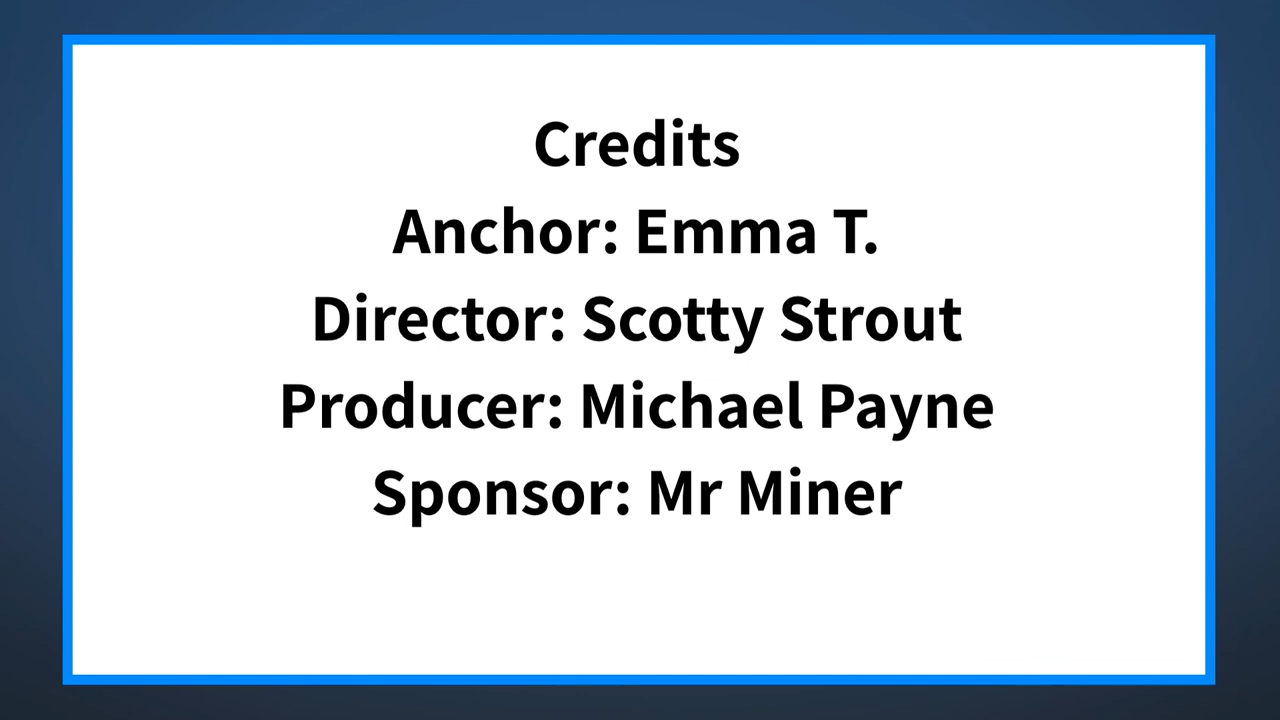 Credits
Anchor: Emma T.
Director: Scotty Strout
Producer: Michael Payne
Sponsor: Mr Miner